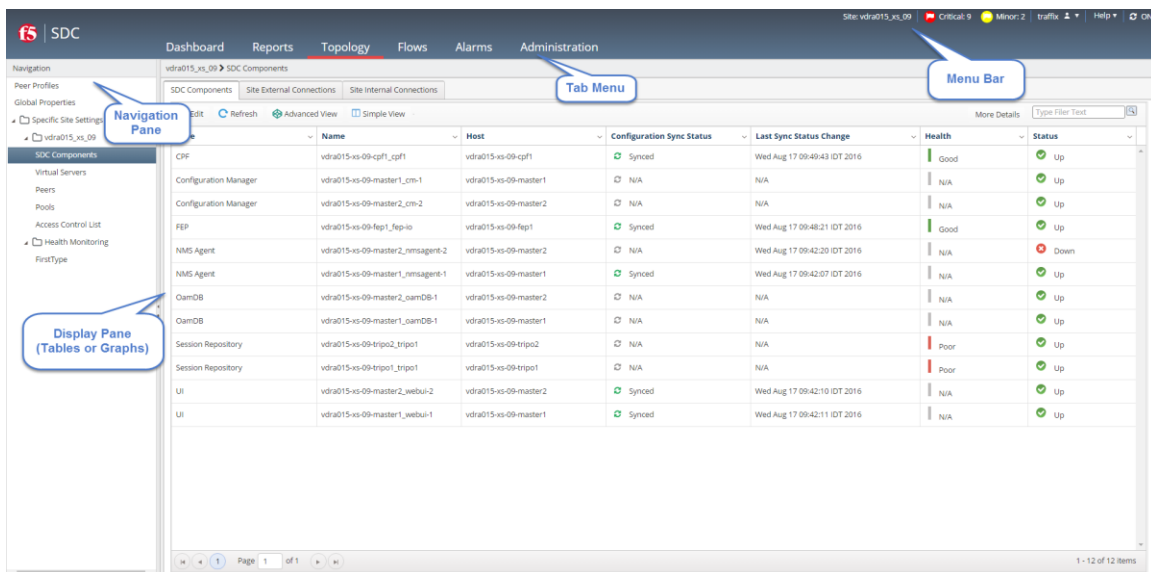 Site: vdra015_xs_09 Critical: 9 Minor: 2 traffix Help ON
f5 SDC
Dashboard Reports Topology Flows Alarms Administration
Navigation vdra015_xs_09 SDC Components
Menu Bar
Tab Menu
Peer Profiles
SDC Components Site External Connections Site Internal Connections
Global Properties
Navigation Pane
Edit Refresh Advanced View Simple View More Details Type Filer Text
Specific Site Settings
vdra015_xs_09
Name Host Configuration Sync Status Last Sync Status Change Health Status
SDC Components
CPF vdra015-xs-09-cpf1_cpf1 vdra015-xs-09-cpf1 Synced Wed Aug 17 09:49:43 IDT 2016 Good Up
Virtual Servers
Configuration Manager vdra015-xs-09-master1_cm-1 vdra015-xs-09-master1 N/A N/A N/A Up
Peers
Pools
Configuration Manager vdra015-xs-09-master2_cm-2 vdra015-xs-09-master2 N/A N/A N/A Up
Access Control List
FEP vdra015-xs-09-fep1_fep-io vdra015-xs-09-fep1 Synced Wed Aug 17 09:48:21 IDT 2016 Good Up
Health Monitoring
NMS Agent vdra015-xs-09-master2_nmsagent-2 vdra015-xs-09-master2 N/A Wed Aug 17 09:42:20 IDT 2016 N/A Down
FirstType
NMS Agent vdra015-xs-09-master1_nmsagent-1 vdra015-xs-09-master1 Synced Wed Aug 17 09:42:07 IDT 2016 N/A Up
OamDB vdra015-xs-09-master2_oamDB-1 vdra015-xs-09-master2 N/A N/A N/A Up
OamDB vdra015-xs-09-master1_oamDB-1 vdra015-xs-09-master1 N/A N/A N/A Up
Display Pane
(Tables or Graphs)
Session Repository vdra015-xs-09-tripo2_tripo1 vdra015-xs-09-tripo2 N/A N/A Poor Up
Session Repository vdra015-xs-09-tripo1_tripo1 vdra015-xs-09-tripo1 N/A N/A Poor Up
UI vdra015-xs-09-master2_webui-2 vdra015-xs-09-master2 Synced Wed Aug 17 09:42:10 IDT 2016 N/A Up
UI vdra015-xs-09-master1_webui-1 vdra015-xs-09-master1 Synced Wed Aug 17 09:42:11 IDT 2016 N/A Up
1 Page 1 of 1 1 - 12 of 12 items